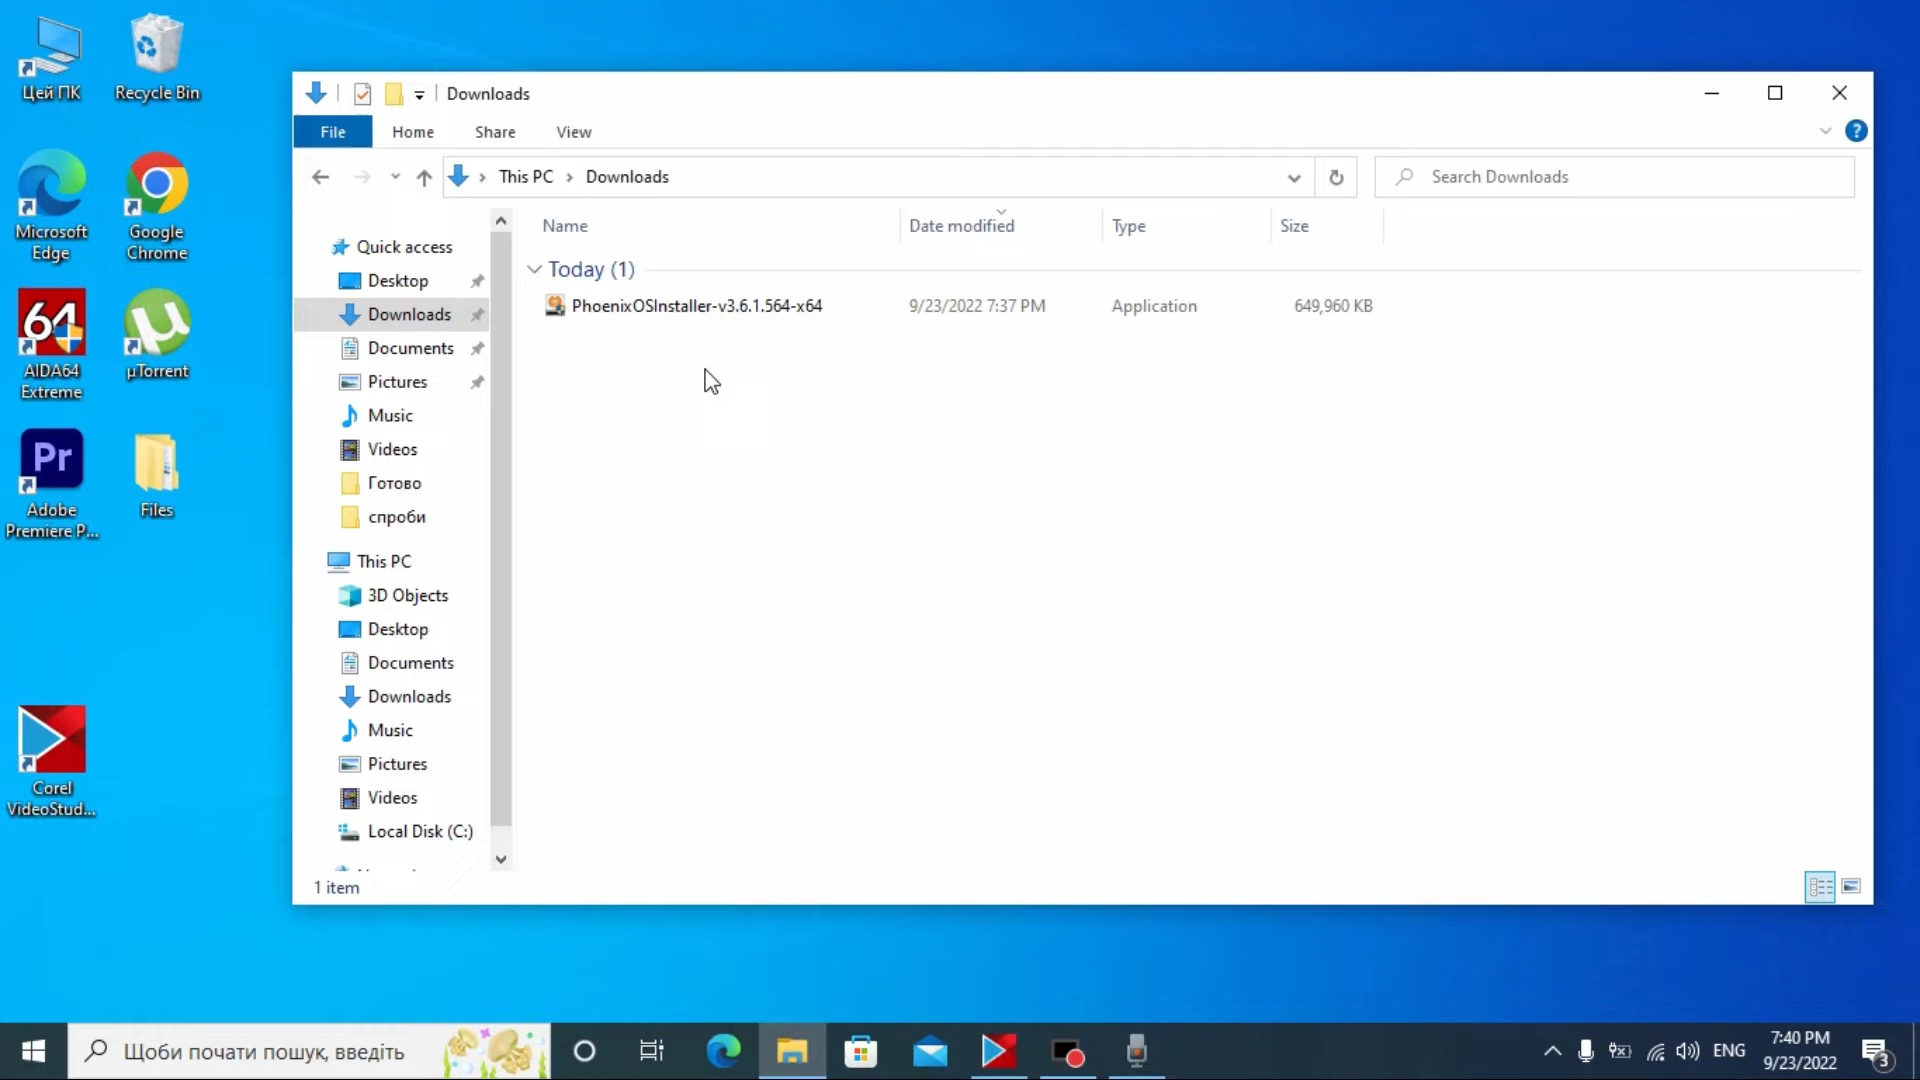 Цей ПК
Recycle Bin
Microsoft
Edge
Google
Chrome
64
AIDA64
Extreme
µTorrent
Pr
Adobe
Premiere P...
Files
Corel
VideoStud...
Downloads
File
Home
Share
View
This PC
Downloads
Search Downloads
Name
Date modified
Type
Size
Today (1)
PhoenixOSInstaller-v3.6.1.564-x64
9/23/2022 7:37 PM
Application
649,960 KB
Quick access
Desktop
Downloads
Documents
Pictures
Music
Videos
Готово
спроби
This PC
3D Objects
Desktop
Documents
Downloads
Music
Pictures
Videos
Local Disk (C:)
1 item
Щоби почати пошук, введіть
ENG
7:40 PM
9/23/2022
3